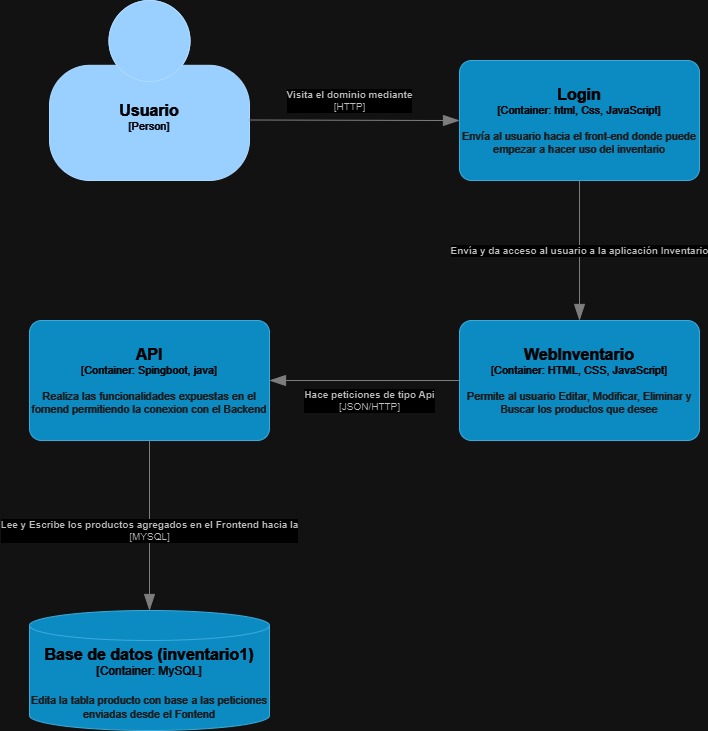 Usuario
[Person]
Visita el dominio mediante
[HTTP]
Login
[Container: html, Css, JavaScript]
Envía al usuario hacia el front-end donde puede
empezar a hacer uso del inventario
Envía y da acceso al usuario a la aplicación Inventario
API
[Container: Spingboot, java]
Realiza las funcionalidades expuestas en el
fornend permitiendo la conexion con el Backend
Hace peticiones de tipo Api
[JSON/HTTP]
WebInventario
[Container: HTML, CSS, JavaScript]
Permite al usuario Editar, Modificar, Eliminar y
Buscar los productos que desee
Lee y Escribe los productos agregados en el Frontend hacia la
[MYSQL]
Base de datos (inventario1)
[Container: MySQL]
Edita la tabla producto con base a las peticiones
enviadas desde el Fontend